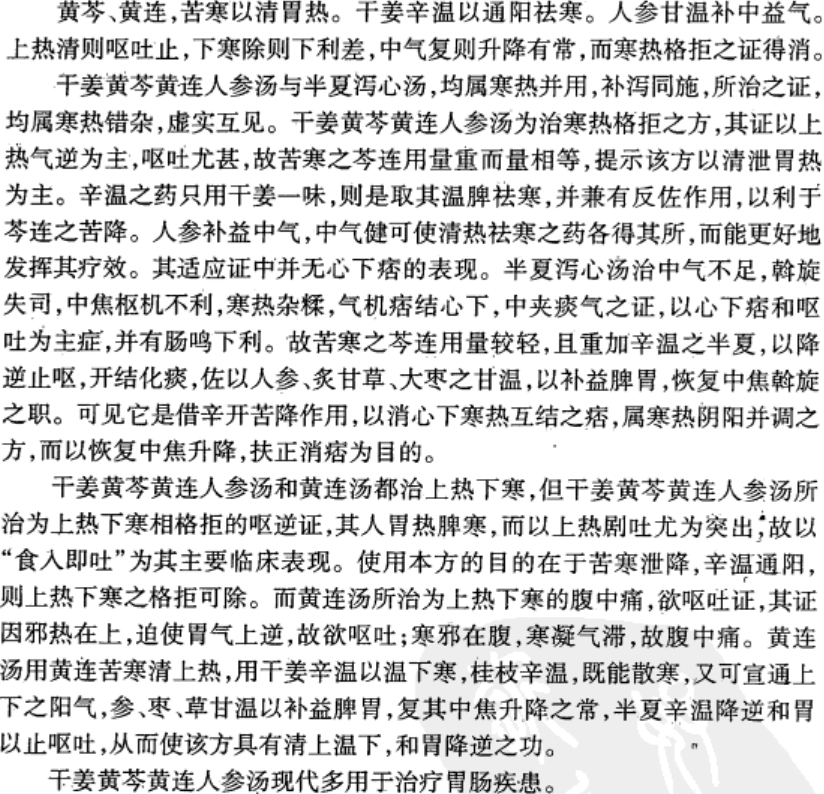 黄芩、黄连,苦寒以清胃热。干姜辛温以通阳祛寒。人参甘温补中益气。
上热清则呕吐止,下寒除则下利差,中气复则升降有常,而寒热格拒之证得消。
干姜黄芩黄连人参汤与半夏泻心汤,均属寒热并用,补泻同施,所治之证,
均属寒热错杂,虚实互见。干姜黄芩黄连人参汤为治寒热格拒之方,其证以上
热气逆为主,呕吐尤甚,故苦寒之芩连用量重而量相等,提示该方以清泄胃热
为主。辛温之药只用干姜一味,则是取其温脾祛寒,并兼有反佐作用,以利于
芩连之苦降。人参补益中气,中气健可使清热祛寒之药各得其所,而能更好地
发挥其疗效。其适应证中并无心下痞的表现。半夏泻心汤治中气不足,斡旋
失司,中焦枢机不利,寒热杂糅,气机痞结心下,中夹痰气之证,以心下痞和呕
吐为主症,并有肠鸣下利。故苦寒之芩连用量较轻,且重加辛温之半夏,以降
逆止呕,开结化痰,佐以人参、炙甘草、大枣之甘温,以补益脾胃,恢复中焦斡旋
之职。可见它是借辛开苦降作用,以消心下寒热互结之痞,属寒热阴阳并调之
方,而以恢复中焦升降,扶正消痞为目的。
干姜黄芩黄连人参汤和黄连汤都治上热下寒,但干姜黄芩黄连人参汤所
治为上热下寒相格拒的呕逆证,其人胃热脾寒,而以上热剧吐尤为突出,故以
“食入即吐”为其主要临床表现。使用本方的目的在于苦寒泄降,辛温通阳,
则上热下寒之格拒可除。而黄连汤所治为上热下寒的腹中痛,欲呕吐证,其证
因邪热在上,迫使胃气上逆,故欲呕吐;寒邪在腹,寒凝气滞,故腹中痛。黄连
汤用黄连苦寒清上热,用干姜辛温以温下寒,桂枝辛温,既能散寒,又可宣通上
下之阳气,参、枣、草甘温以补益脾胃,复其中焦升降之常,半夏辛温降逆和胃
以止呕吐,从而使该方具有清上温下,和胃降逆之功。
干姜黄芩黄连人参汤现代多用于治疗胃肠疾患。